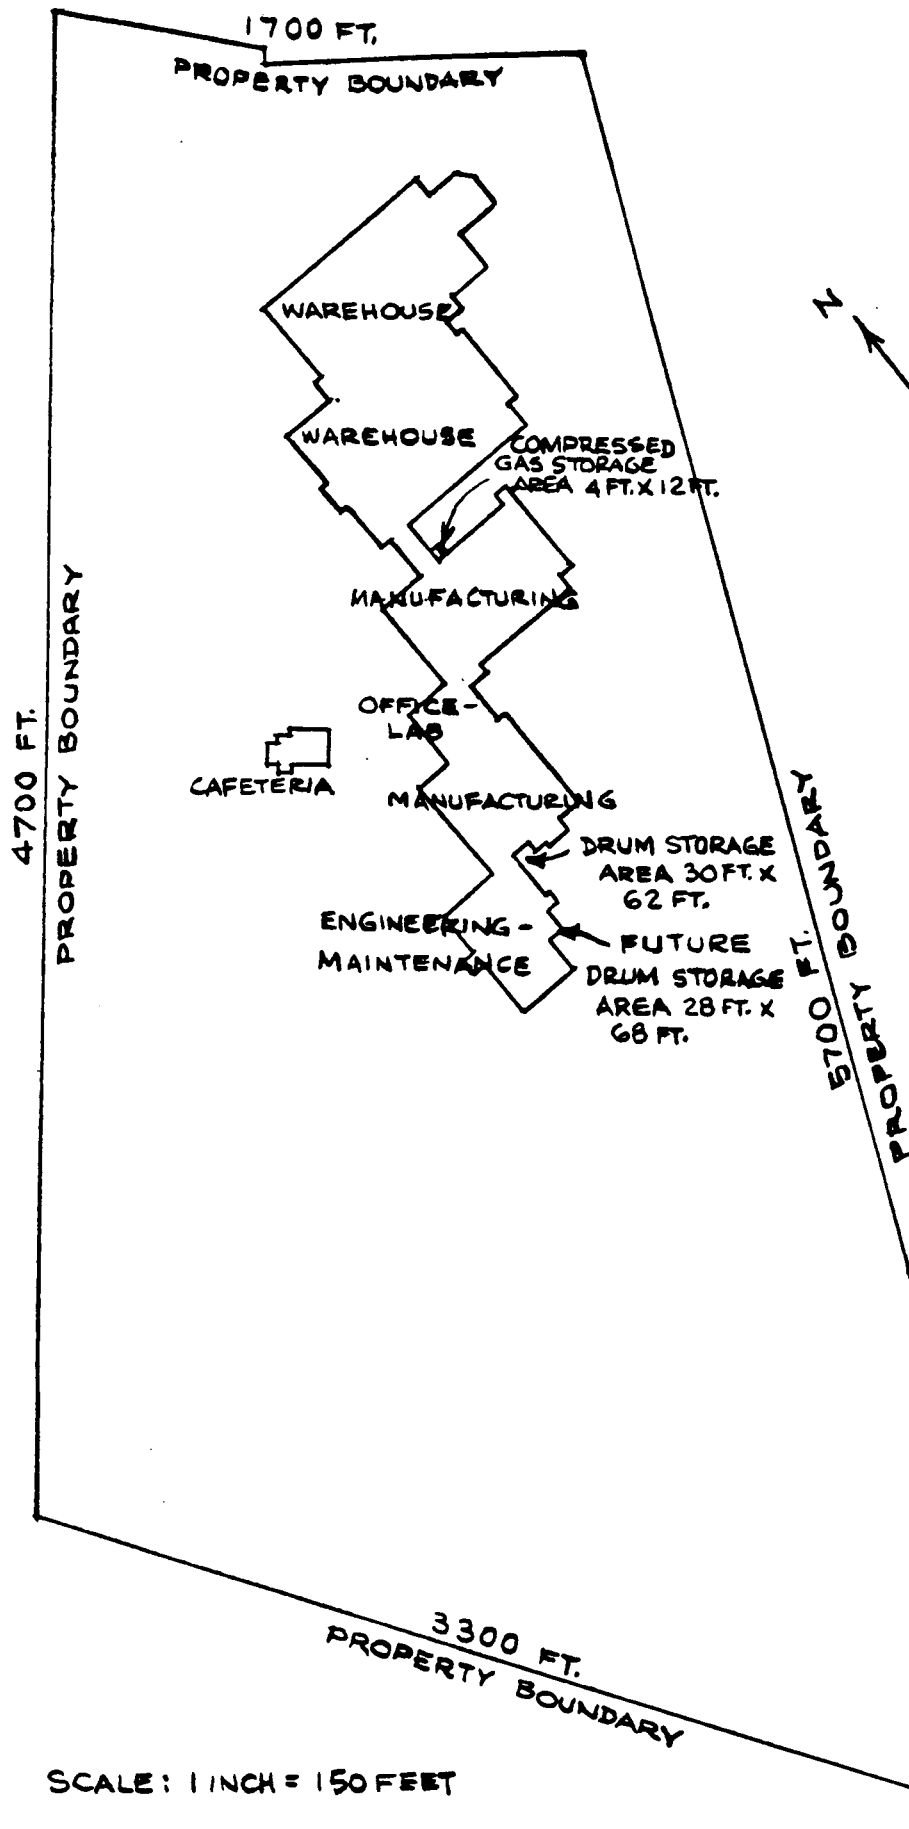 1700 FT.
PROPERTY BOUNDARY
N
WAREHOUSE
WAREHOUSE
COMPRESSED
GAS STORAGE
AREA 4 FT. X 12 FT.
MANUFACTURING
4700 FT.
PROPERTY BOUNDARY
OFFICE-
LAB
CAFETERIA
MANUFACTURING
DRUM STORAGE
AREA 30 FT. X
62 FT.
ENGINEERING-
MAINTENANCE
FUTURE
DRUM STORAGE
AREA 28 FT. X
68 FT.
5700 FT.
PROPERTY BOUNDARY
3300 FT.
PROPERTY BOUNDARY
SCALE: 1 INCH = 150 FEET